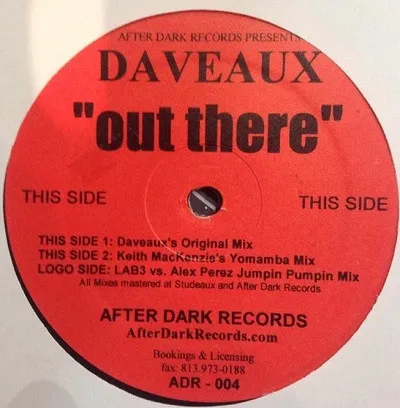 AFTER DARK RECORDS PRESENTS
DAVEAUX
"out there"
THIS SIDE
THIS SIDE
THIS SIDE 1: Daveaux's Original Mix
THIS SIDE 2: Keith MacKenzie's Yomamba Mix
LOGO SIDE: LAB3 vs. Alex Perez Jumpin Pumpin Mix
All Mixes mastered at Studeaux and After Dark Records
AFTER DARK RECORDS
AfterDarkRecords.com
Bookings & Licensing
fax: 813.973-0188
ADR - 004